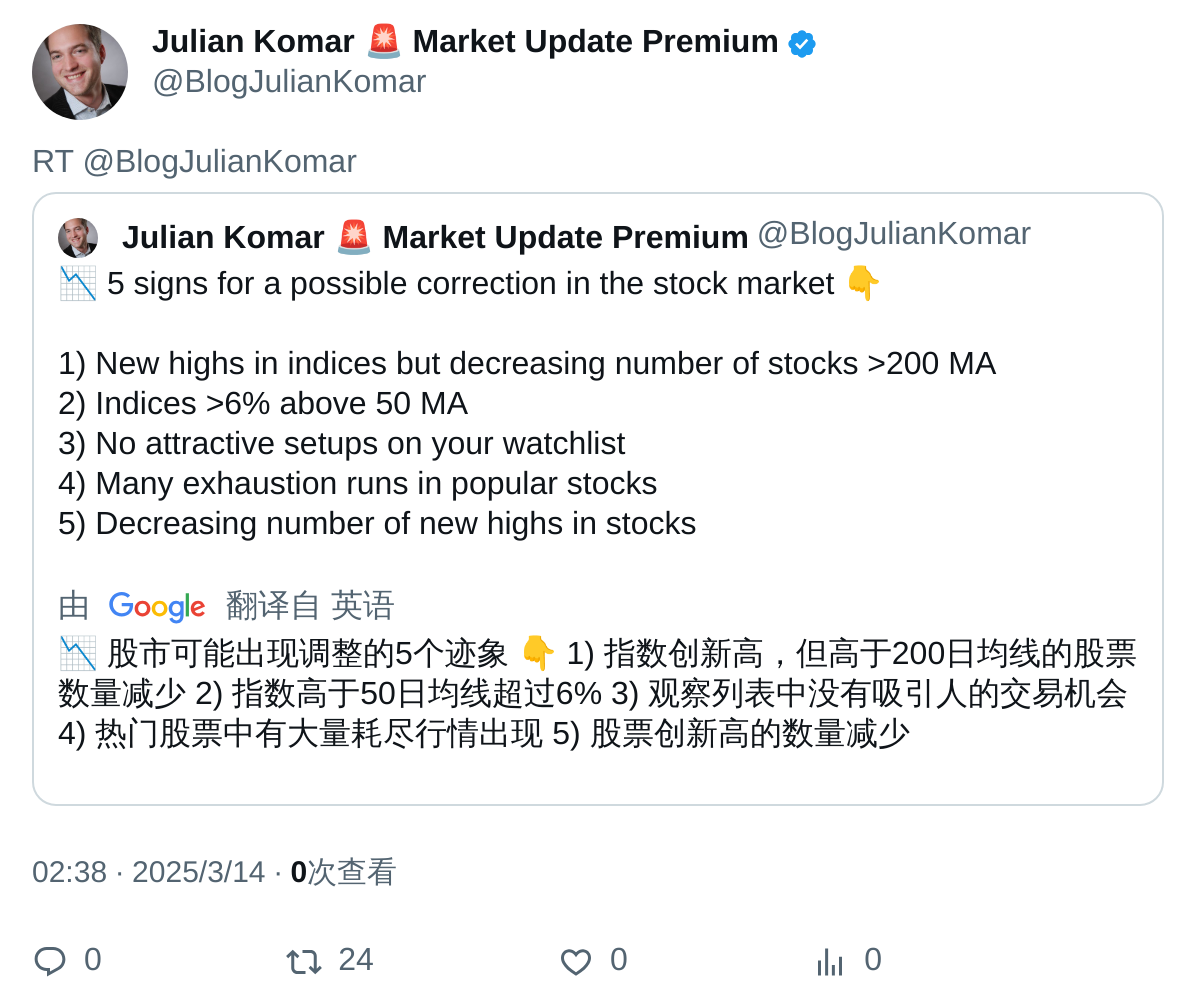 Julian Komar 🚨 Market Update Premium
@BlogJulianKomar
RT @BlogJulianKomar
Julian Komar 🚨 Market Update Premium @BlogJulianKomar
📉 5 signs for a possible correction in the stock market 👇
1) New highs in indices but decreasing number of stocks >200 MA
2) Indices >6% above 50 MA
3) No attractive setups on your watchlist
4) Many exhaustion runs in popular stocks
5) Decreasing number of new highs in stocks
由 Google 翻译自 英语
📉 股市可能出现调整的5个迹象 👇 1) 指数创新高，但高于200日均线的股票
数量减少 2) 指数高于50日均线超过6% 3) 观察列表中没有吸引人的交易机会
4) 热门股票中有大量耗尽行情出现 5) 股票创新高的数量减少
02:38 · 2025/3/14 · 0次查看
0 24 0 0